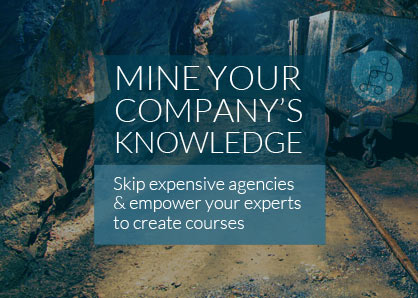 MINE YOUR
COMPANY'S
KNOWLEDGE
Skip expensive agencies
& empower your experts
to create courses